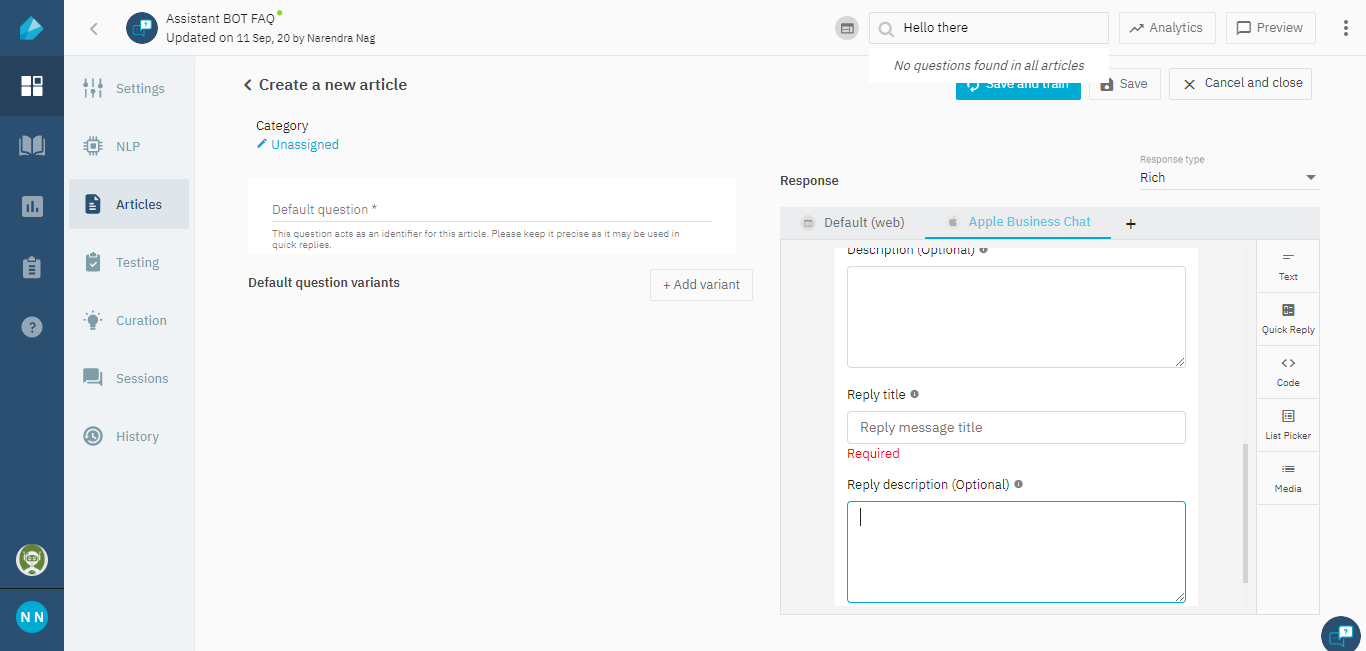 Assistant BOT FAQ
Updated on 11 Sep, 20 by Narendra Nag
Hello there
Analytics
Preview
No questions found in all articles
Settings
NLP
Articles
Testing
Curation
Sessions
History
N N
Create a new article
Save and train
Save
Cancel and close
Category
Unassigned
Default question *
This question acts as an identifier for this article. Please keep it precise as it may be used in
quick replies.
Default question variants
+ Add variant
Response
Response type
Rich
Default (web)
Apple Business Chat
+
Description (Optional)
Reply title
Reply message title
Required
Reply description (Optional)
Text
Quick Reply
Code
List Picker
Media